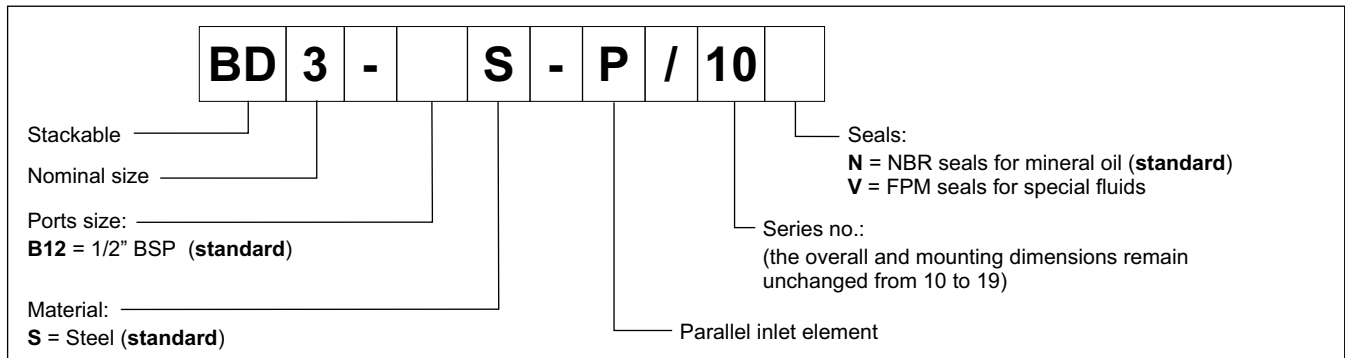 BD 3 - S - P / 10
Stackable
Nominal size
Ports size:
B12 = 1/2” BSP (standard)
Material:
S = Steel (standard)
Seals:
N = NBR seals for mineral oil (standard)
V = FPM seals for special fluids
Series no.:
(the overall and mounting dimensions remain
unchanged from 10 to 19)
Parallel inlet element